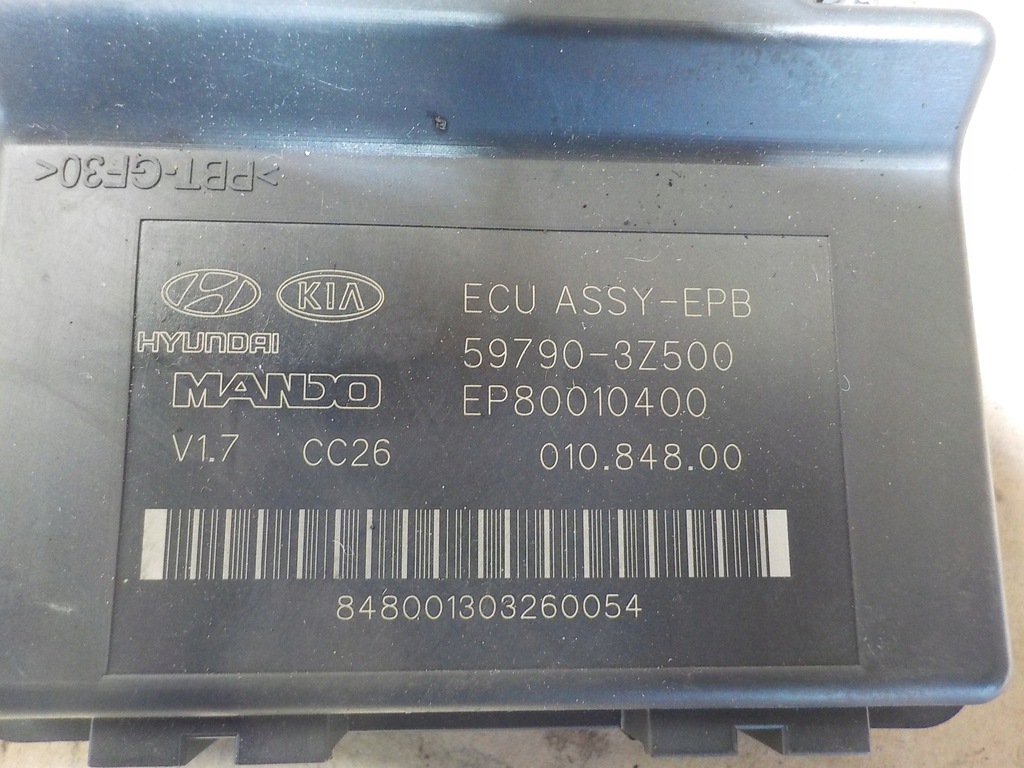 >PBT-GF30<
KIA
HYUNDAI
MANDO
V1.7 CC26
ECU ASSY-EPB
59790-3Z500
EP80010400
010.848.00
848001303260054